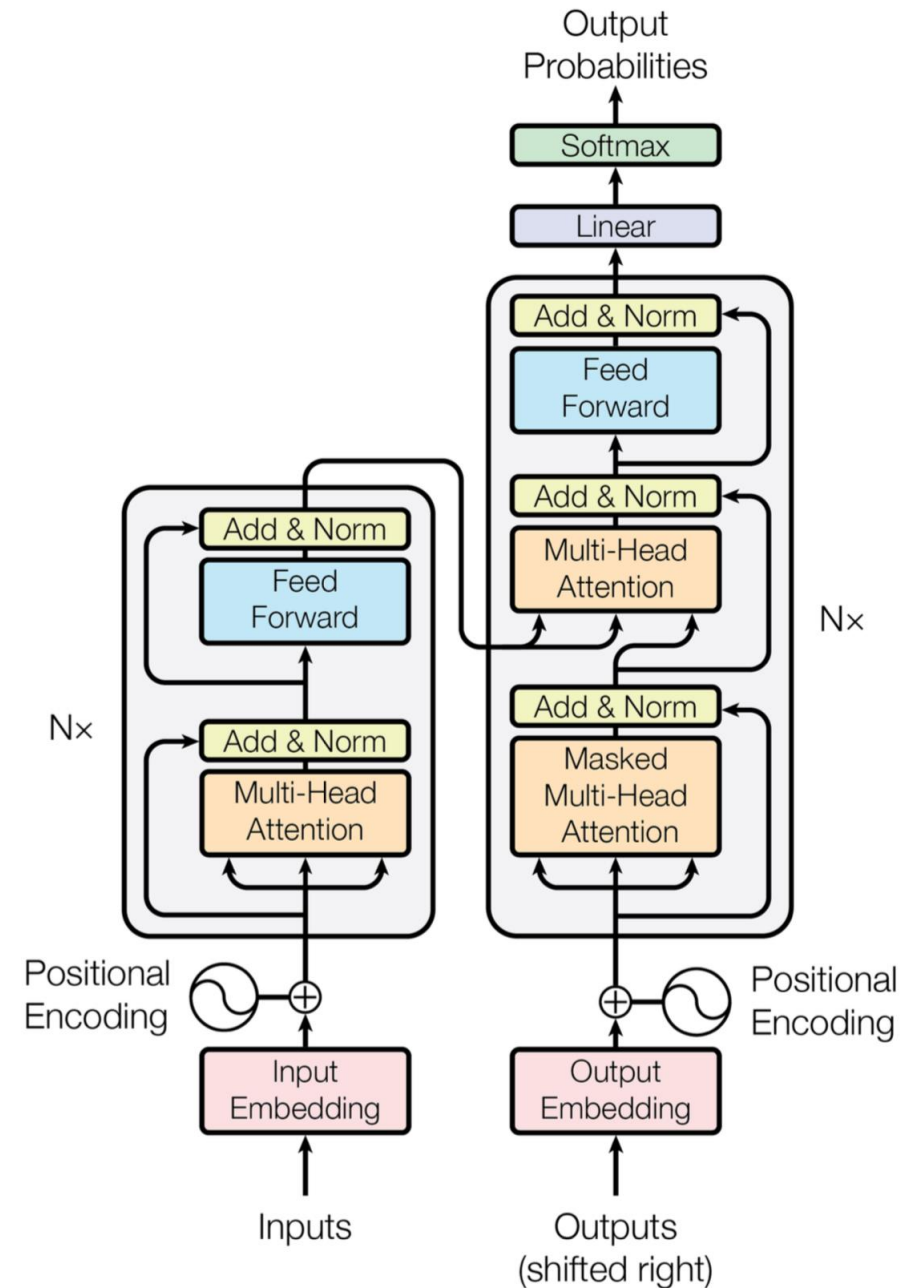 Output
Probabilities
Softmax
Linear
Add & Norm
Feed
Forward
Add & Norm
Multi-Head
Attention
Add & Norm
Masked
Multi-Head
Attention
Nx
Add & Norm
Feed
Forward
Add & Norm
Multi-Head
Attention
Nx
Positional
Encoding
Positional
Encoding
Input
Embedding
Output
Embedding
Inputs
Outputs
(shifted right)